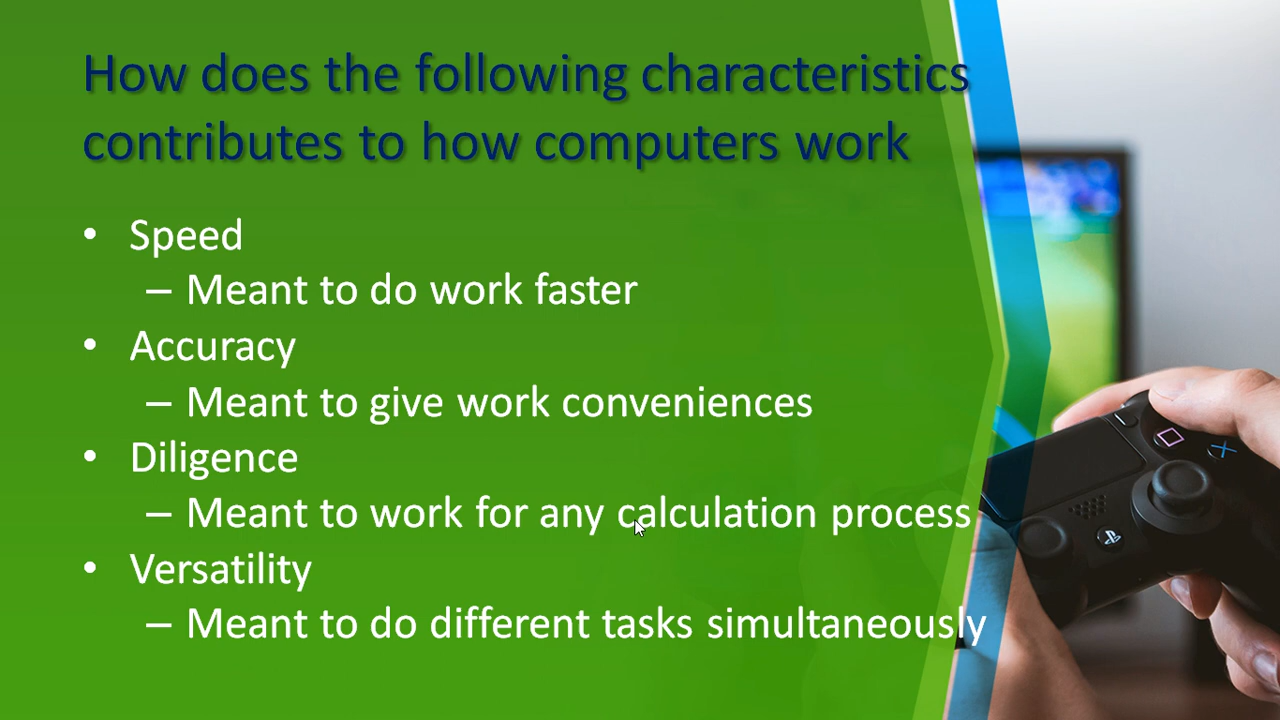 How does the following characteristics
contributes to how computers work
• Speed
– Meant to do work faster
• Accuracy
– Meant to give work conveniences
• Diligence
– Meant to work for any calculation process
• Versatility
– Meant to do different tasks simultaneously